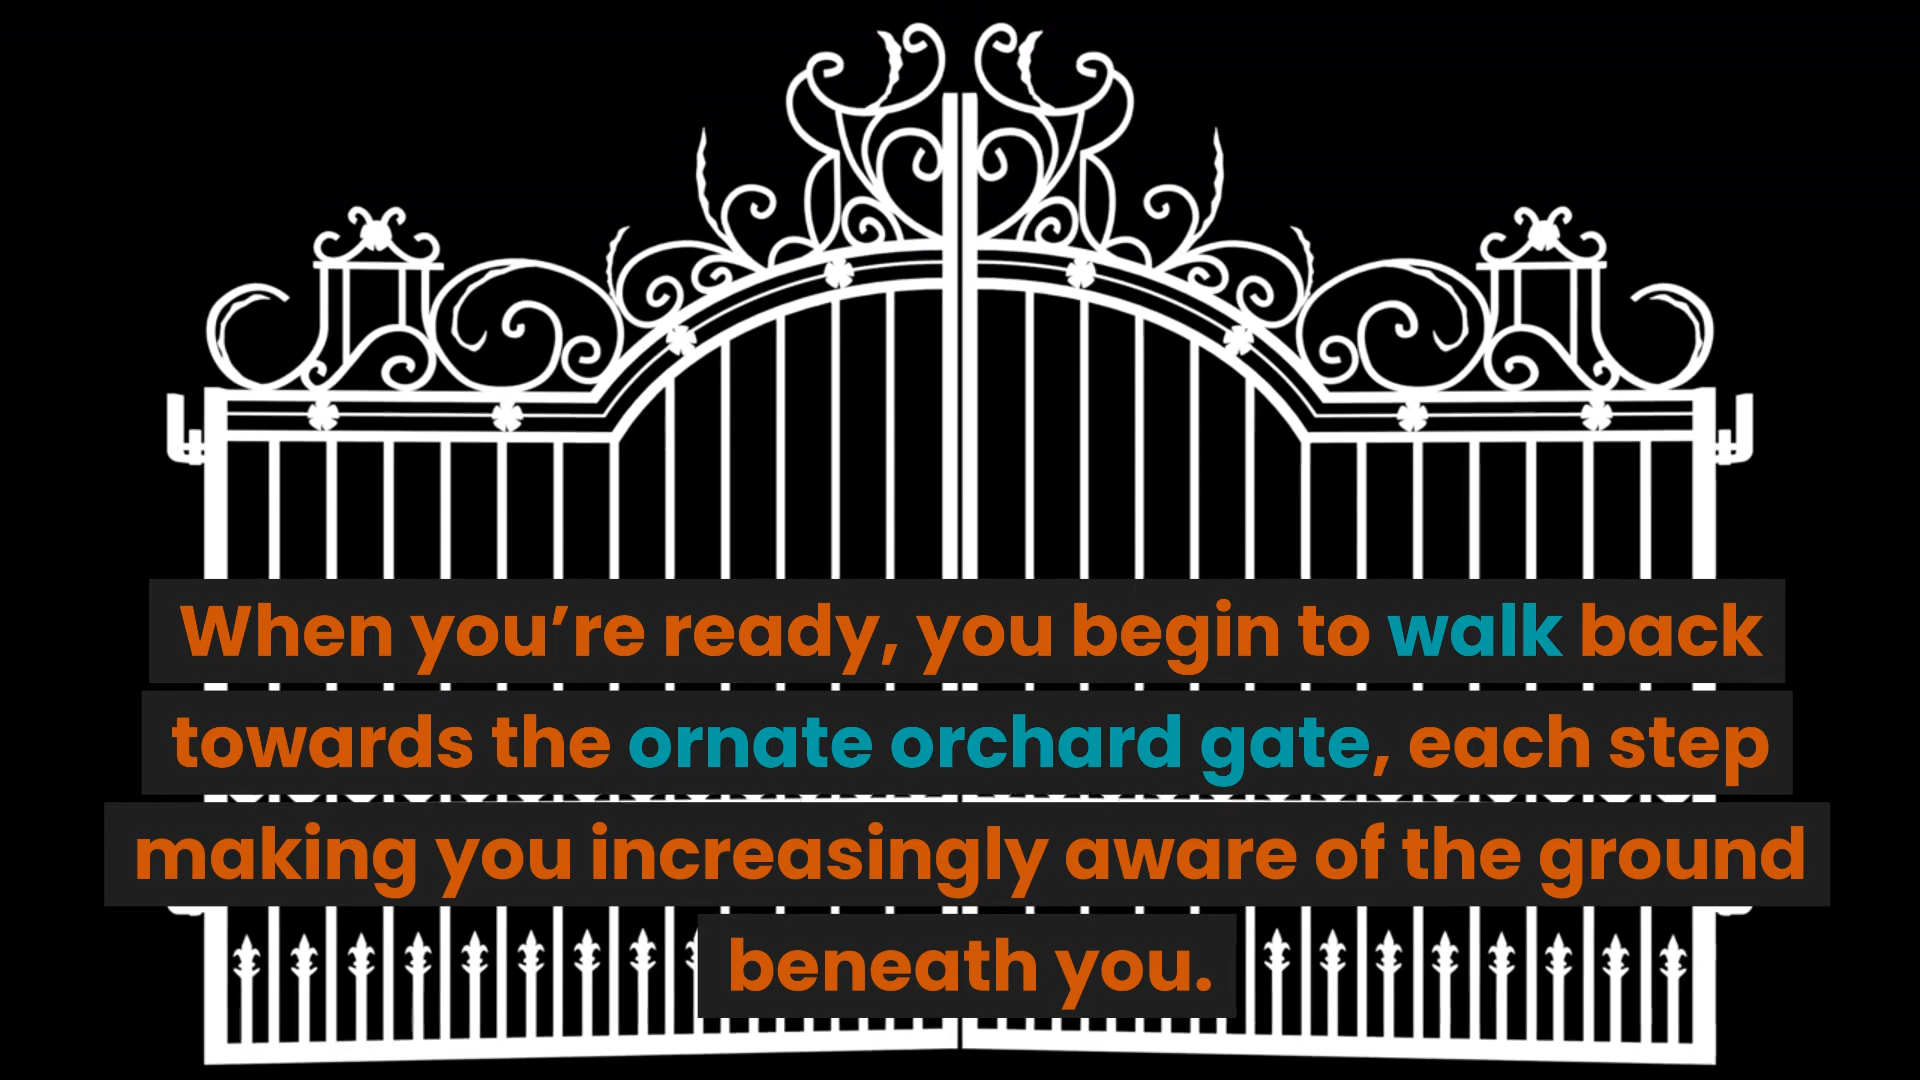 When you’re ready, you begin to walk back
towards the ornate orchard gate, each step
making you increasingly aware of the ground
beneath you.